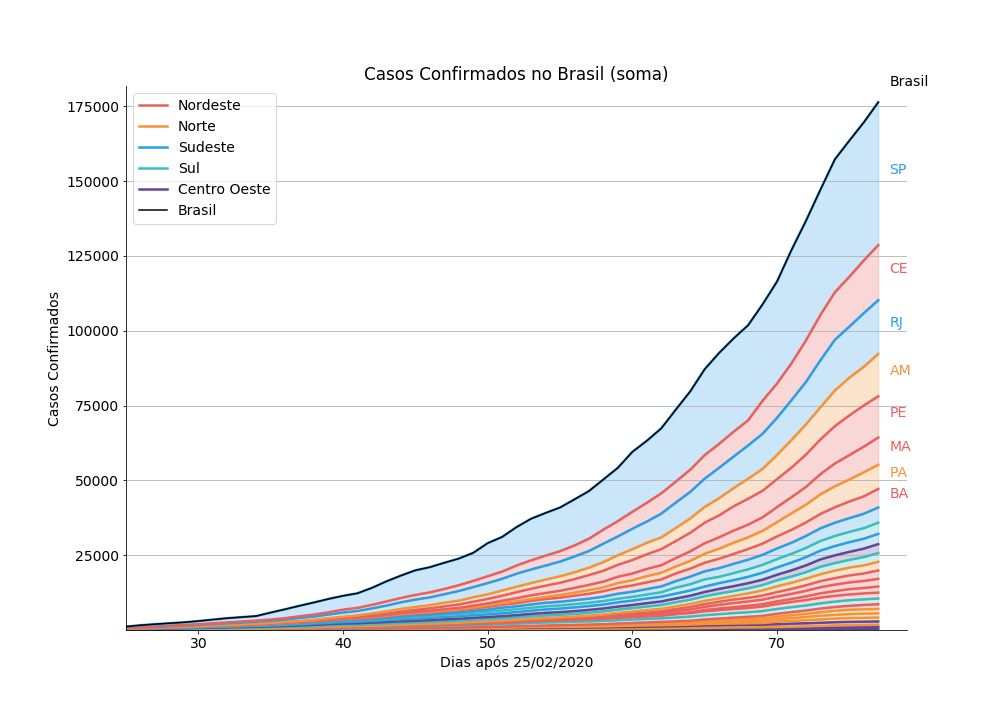 Casos Confirmados no Brasil (soma)
Brasil
175000
150000
125000
100000
75000
50000
25000
Casos Confirmados
Nordeste
Norte
Sudeste
Sul
Centro Oeste
Brasil
SP
CE
RJ
AM
PE
MA
PA
BA
30
40
50
60
70
Dias após 25/02/2020